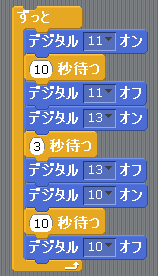 ずっと
デジタル 11 オン
10 秒待つ
デジタル 11 オフ
デジタル 13 オン
3 秒待つ
デジタル 13 オフ
デジタル 10 オン
10 秒待つ
デジタル 10 オフ